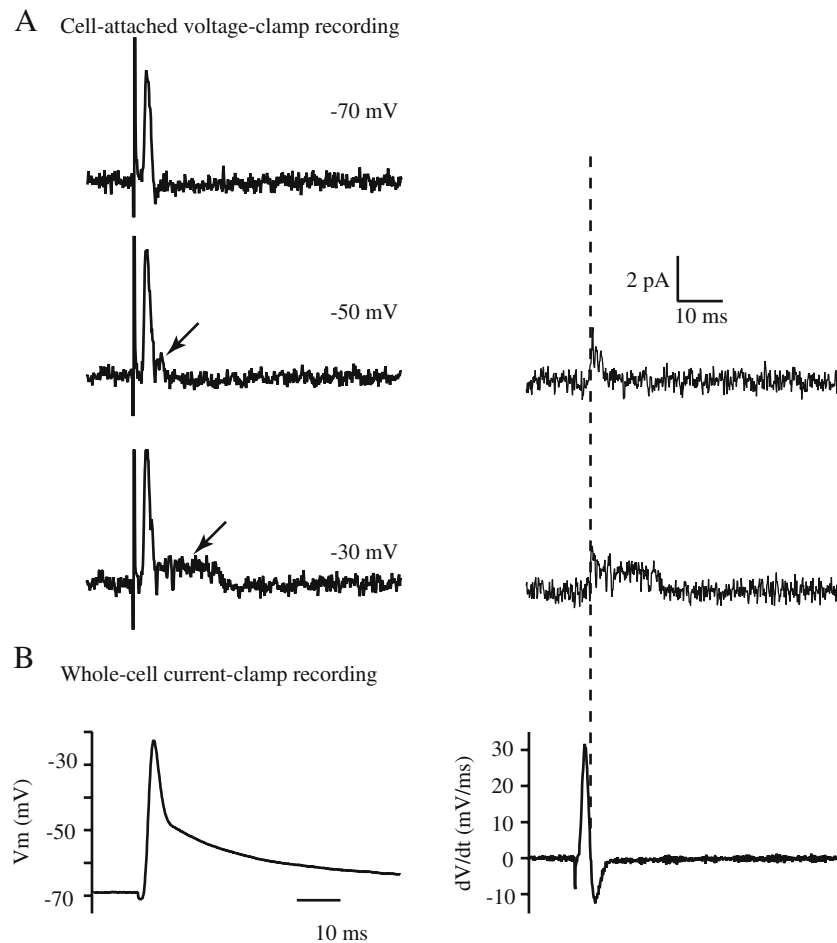 A Cell-attached voltage-clamp recording
-70 mV
-50 mV
2 pA
10 ms
-30 mV
B Whole-cell current-clamp recording
Vm (mV)
-30
-50
-70
10 ms
dV/dt (mV/ms)
30
20
10
0
-10